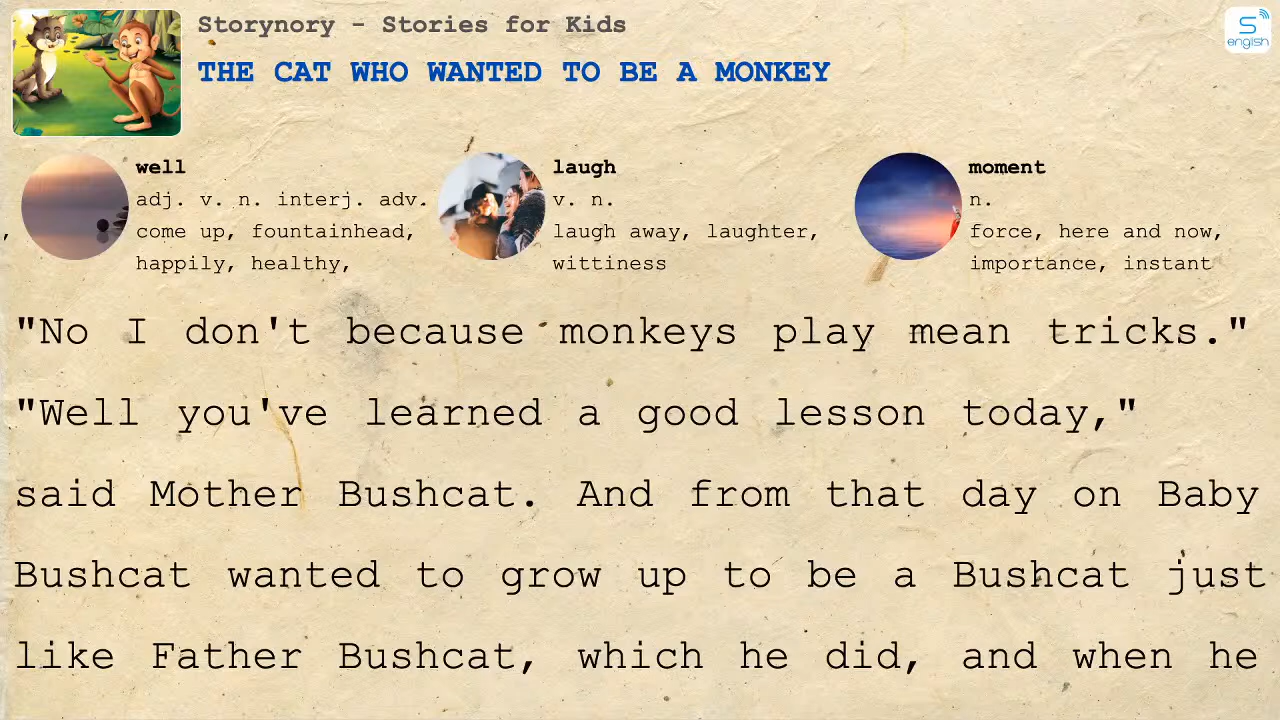 Storynory - Stories for Kids
THE CAT WHO WANTED TO BE A MONKEY
S
english
well
adj. v. n. interj. adv.
, come up, fountainhead,
happily, healthy,
laugh
v. n.
laugh away, laughter,
wittiness
moment
n.
force, here and now,
importance, instant
"No I don't because monkeys play mean tricks."
"Well you've learned a good lesson today,"
said Mother Bushcat. And from that day on Baby
Bushcat wanted to grow up to be a Bushcat just
like Father Bushcat, which he did, and when he